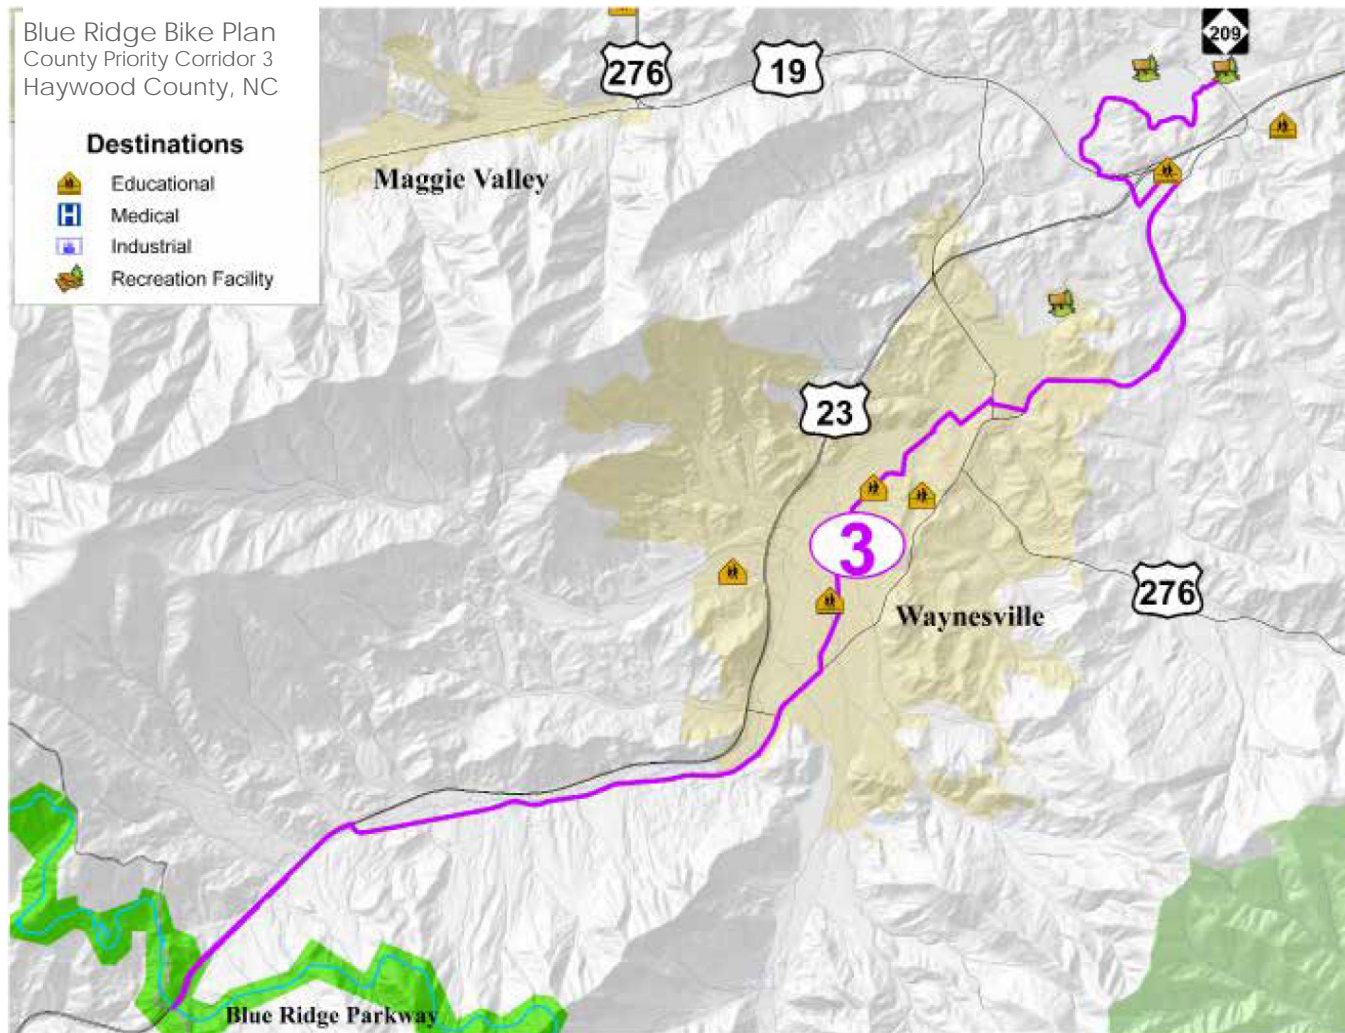 Blue Ridge Bike Plan
County Priority Corridor 3
Haywood County, NC
Destinations
Educational
H
Medical
Industrial
Recreation Facility
276
19
209
Maggie Valley
23
3
Waynesville
276
Blue Ridge Parkway